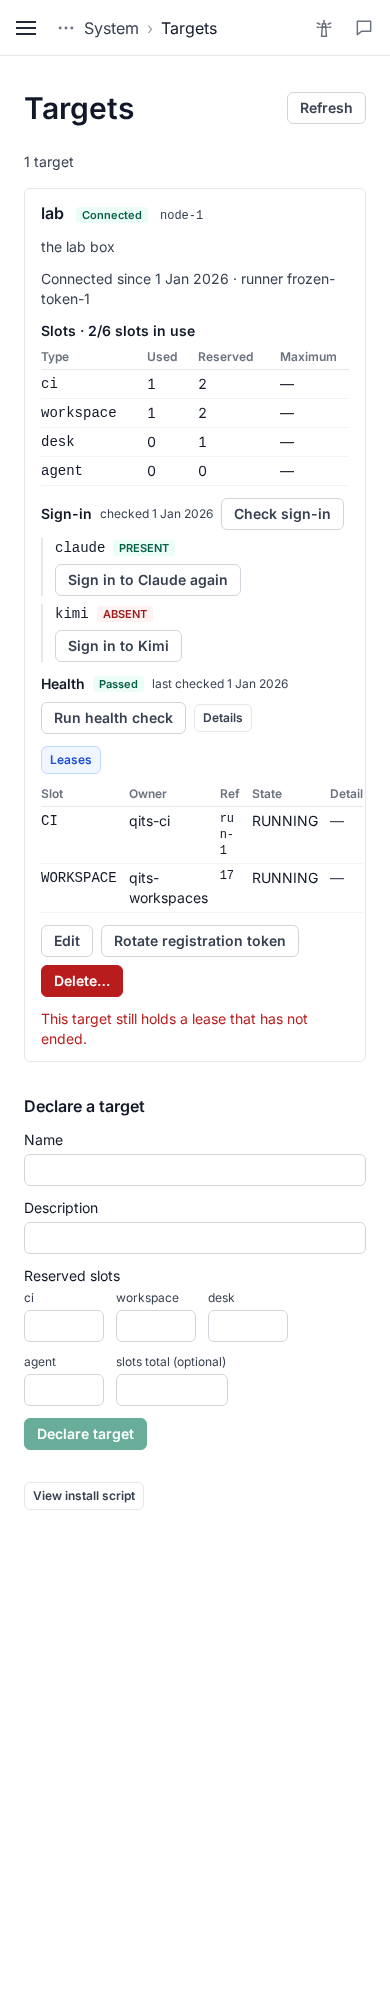 ··· System › Targets
Targets
Refresh
1 target
lab Connected node-1
the lab box
Connected since 1 Jan 2026 · runner frozen-
token-1
Slots · 2/6 slots in use
Type Used Reserved Maximum
ci 1 2 —
workspace 1 2 —
desk 0 1 —
agent 0 0 —
Sign-in checked 1 Jan 2026 Check sign-in
claude PRESENT
Sign in to Claude again
kimi ABSENT
Sign in to Kimi
Health Passed last checked 1 Jan 2026
Run health check Details
Leases
Slot Owner Ref State Detail
CI qits-ci ru RUNNING —
n-
1
WORKSPACE qits- 17 RUNNING —
workspaces
Edit Rotate registration token
Delete...
This target still holds a lease that has not
ended.
Declare a target
Name
Description
Reserved slots
ci workspace desk
agent slots total (optional)
Declare target
View install script